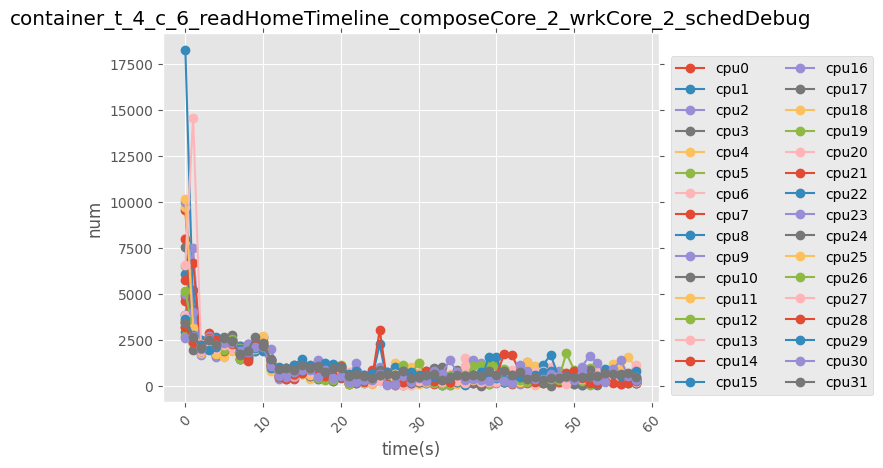 container_t_4_c_6_readHomeTimeline_composeCore_2_wrkCore_2_schedDebug
17500
15000
12500
10000
7500
5000
2500
0
num
0 10 20 30 40 50 60
time(s)
cpu0 cpu16
cpu1 cpu17
cpu2 cpu18
cpu3 cpu19
cpu4 cpu20
cpu5 cpu21
cpu6 cpu22
cpu7 cpu23
cpu8 cpu24
cpu9 cpu25
cpu10 cpu26
cpu11 cpu27
cpu12 cpu28
cpu13 cpu29
cpu14 cpu30
cpu15 cpu31